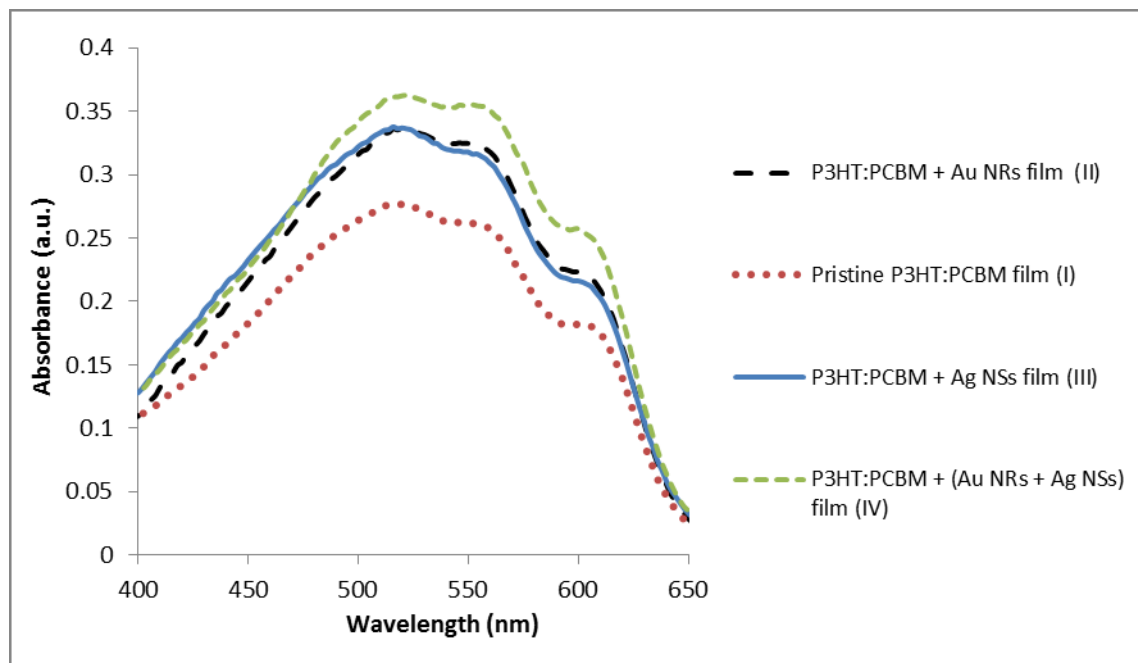 0.4
0.35
0.3
0.25
0.2
0.15
0.1
0.05
0
400 450 500 550 600 650
Absorbance (a.u.)
Wavelength (nm)
P3HT:PCBM + Au NRs film (II)
Pristine P3HT:PCBM film (I)
P3HT:PCBM + Ag NSs film (III)
P3HT:PCBM + (Au NRs + Ag NSs)
film (IV)